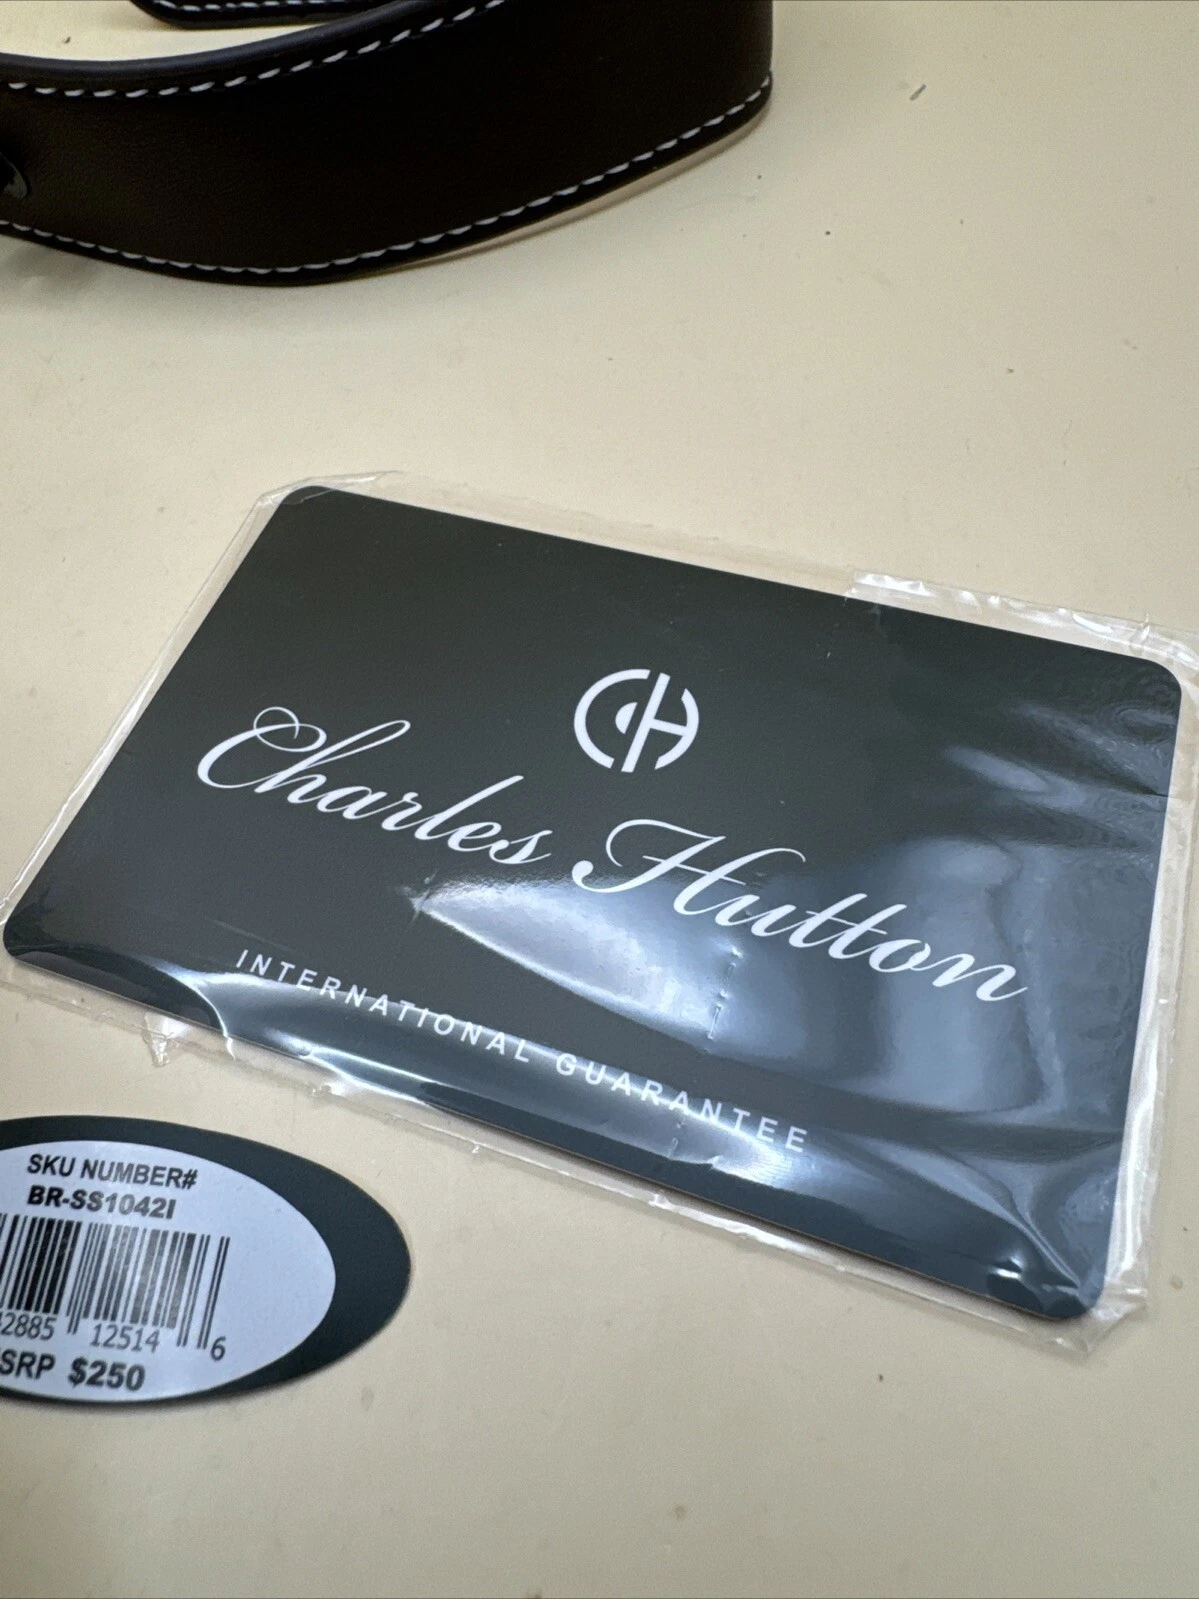 CH
Charles Hutton
INTERNATIONAL GUARANTEE
SKU NUMBER#
BR-SS1042I
2885 12514 6
SRP $250